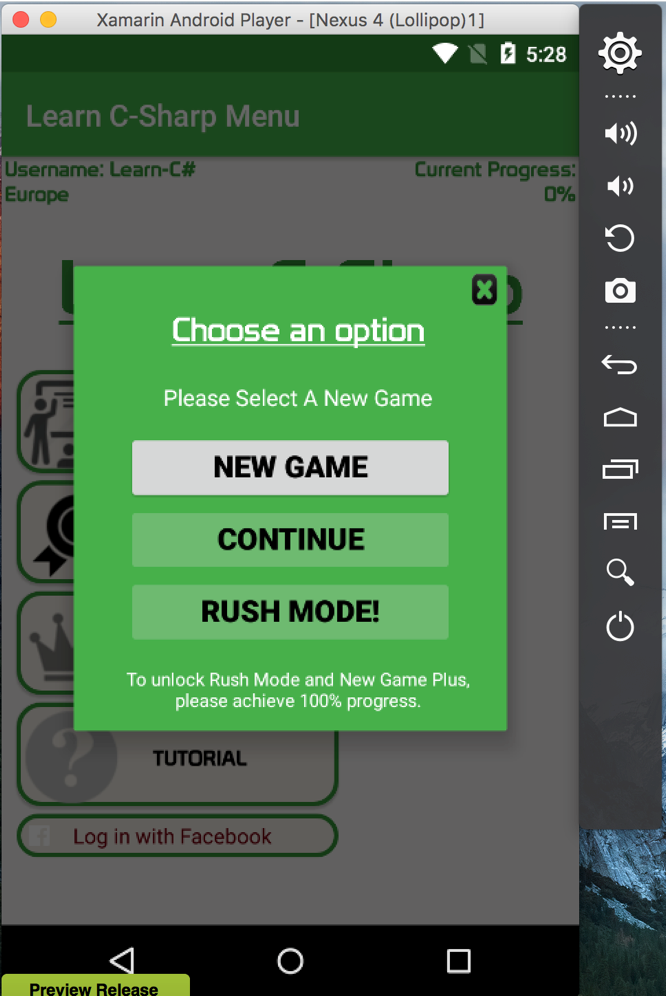 Xamarin Android Player - [Nexus 4 (Lollipop)1]
5:28
Learn C-Sharp Menu
Username: Learn-C#
Europe
Current Progress:
0%
Choose an option
Please Select A New Game
NEW GAME
CONTINUE
RUSH MODE!
To unlock Rush Mode and New Game Plus,
please achieve 100% progress.
TUTORIAL
Log in with Facebook
Preview Release